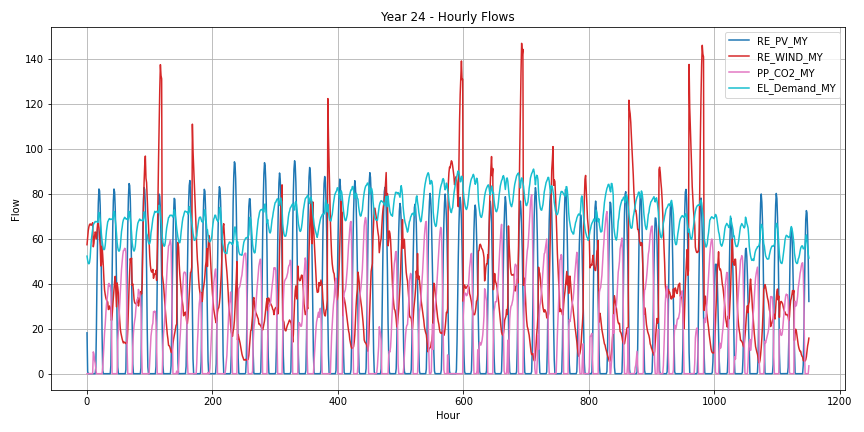 Year 24 - Hourly Flows
RE_PV_MY
RE_WIND_MY
PP_CO2_MY
EL_Demand_MY
140
120
100
80
60
40
20
0
Flow
0 200 400 600 800 1000 1200
Hour